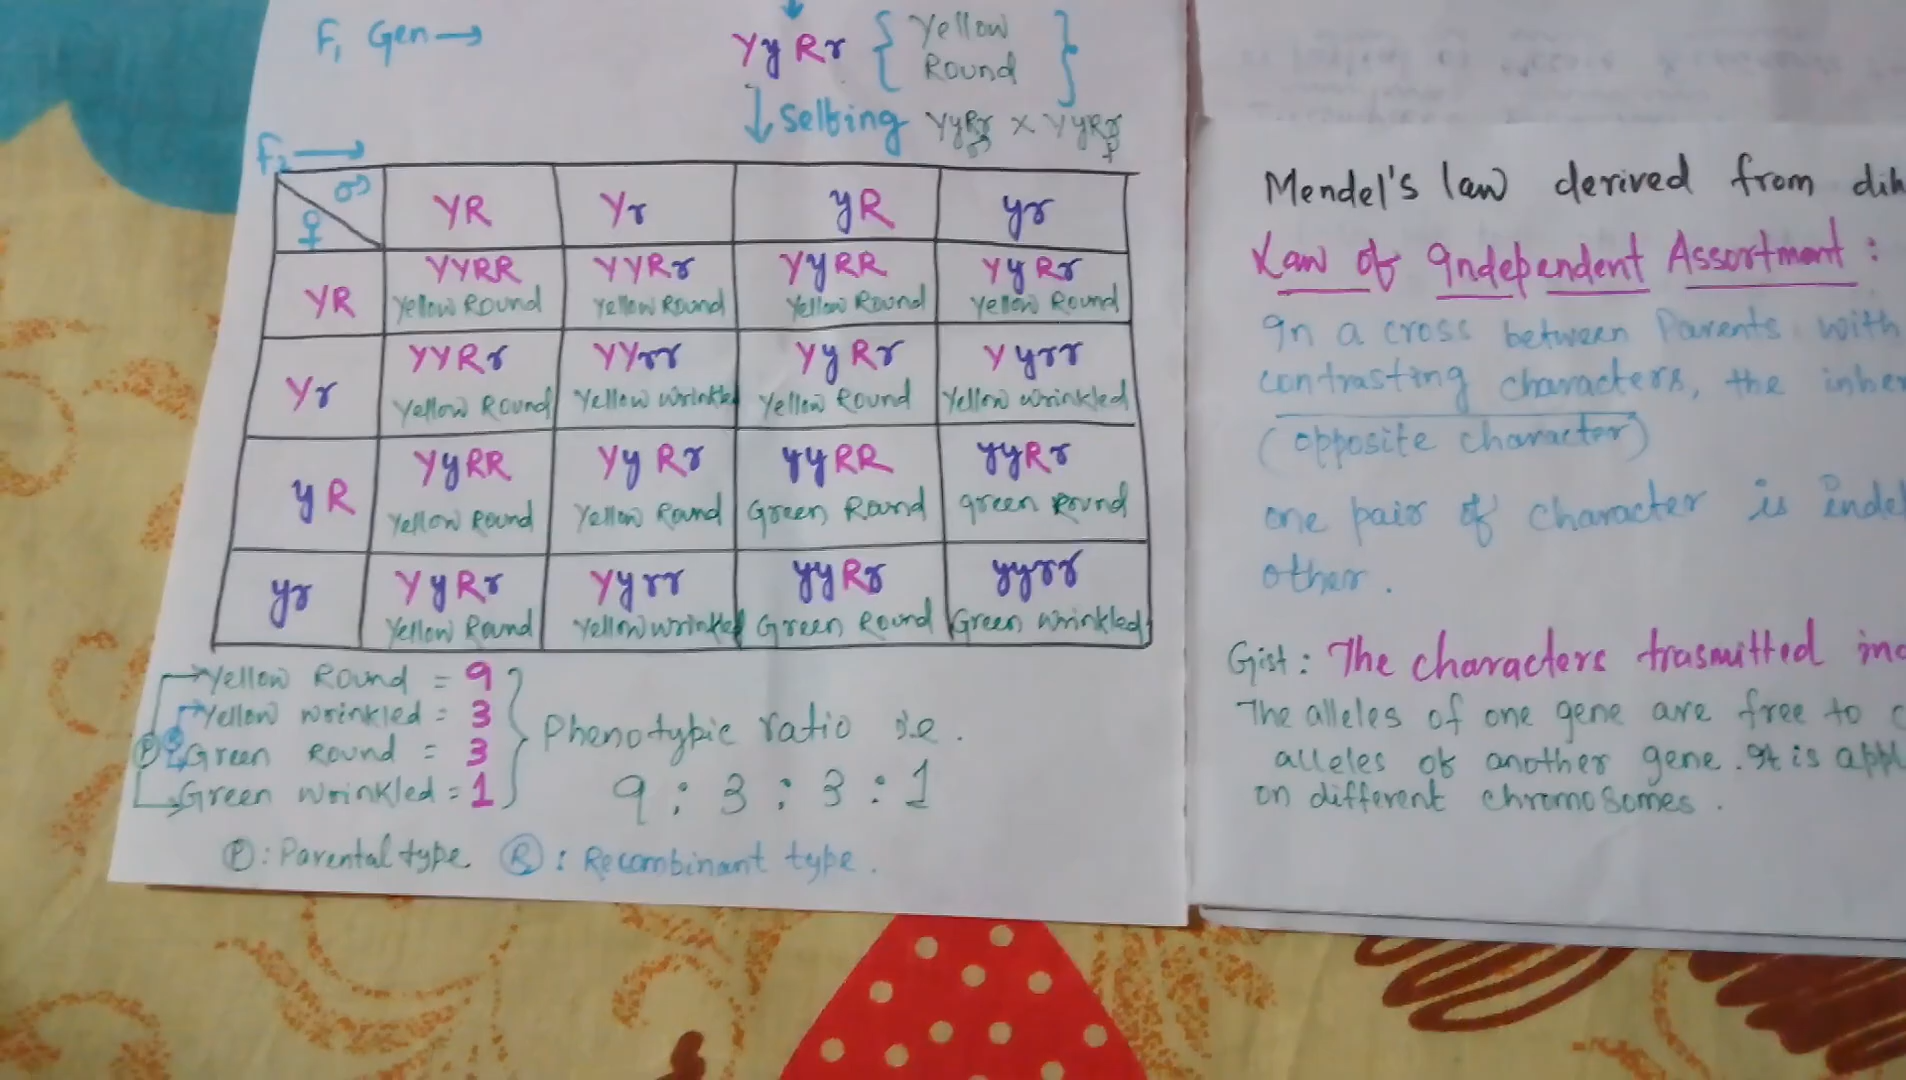 F1 Gen →
YyRr { Yellow Round }
↓ Selfing YyRr ♂ × YyRr ♀
F2 →
♂ YR Yr yR yr
♀
YYRR YYRr YyRR YyRr
YR Yellow Round Yellow Round Yellow Round Yellow Round
YYRr YYrr YyRr Yyrr
Yr Yellow Round Yellow wrinkled Yellow Round Yellow wrinkled
YyRR YyRr yyRR yyRr
yR Yellow Round Yellow Round Green Round green Round
YyRr Yyrr yyRr yyrr
yr Yellow Round Yellow wrinkled Green Round Green wrinkled
Yellow Round = 9
Yellow wrinkled = 3
Green Round = 3
Green wrinkled = 1
P R
Phenotypic ratio i.e.
9 : 3 : 3 : 1
P : Parental type R : Recombinant type.
Mendel's law derived from dih
Law of Independent Assortment :
In a cross between Parents with
contrasting characters, the inher
(opposite character)
one pair of character is inde
other.
Gist : The characters trasmitted ind
The alleles of one gene are free to
alleles of another gene. It is appl
on different chromosomes.